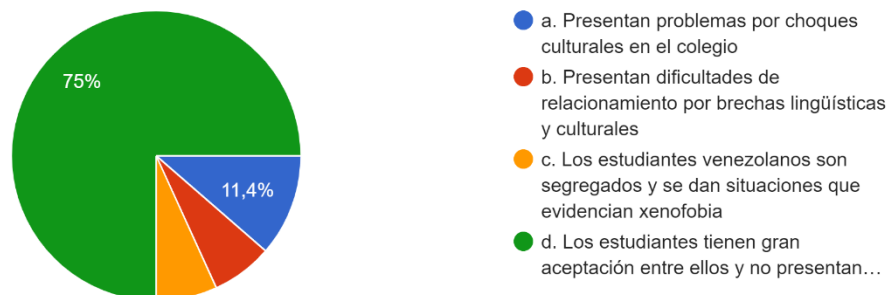 75%
11,4%
a. Presentan problemas por choques
culturales en el colegio
b. Presentan dificultades de
relacionamiento por brechas lingüísticas
y culturales
c. Los estudiantes venezolanos son
segregados y se dan situaciones que
evidencian xenofobia
d. Los estudiantes tienen gran
aceptación entre ellos y no presentan…